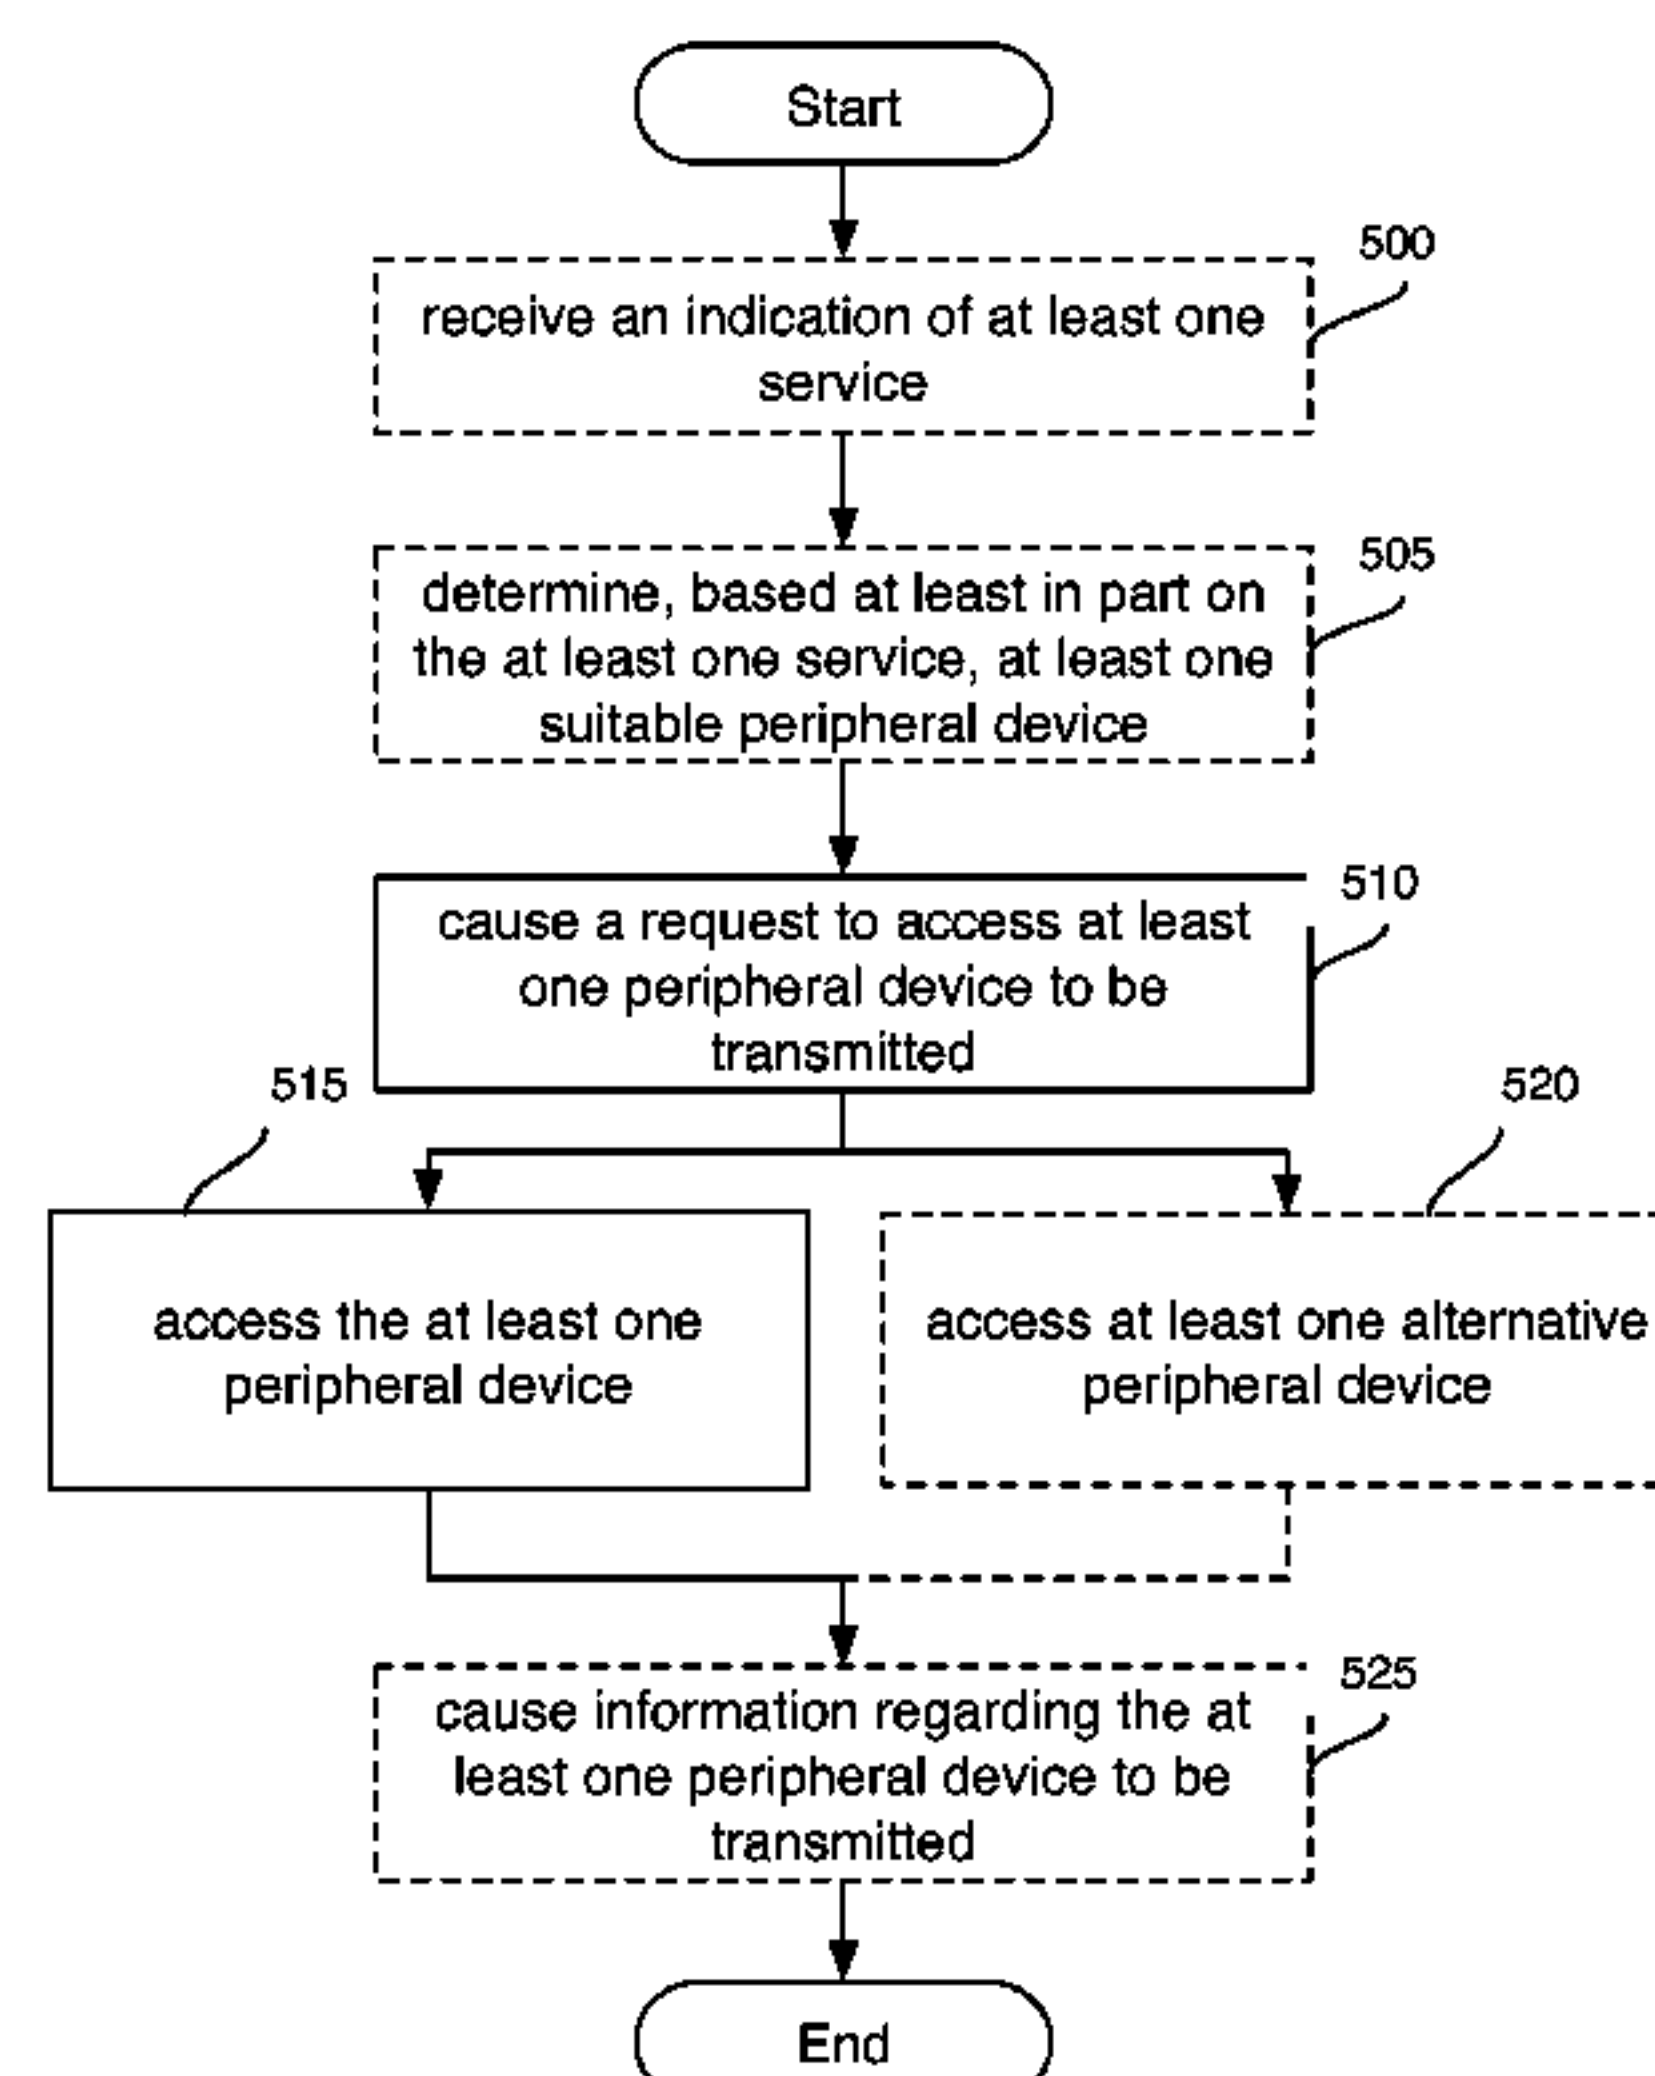 Start
500
receive an indication of at least one
service
505
determine, based at least in part on
the at least one service, at least one
suitable peripheral device
510
cause a request to access at least
one peripheral device to be
transmitted
515
520
access the at least one
peripheral device
access at least one alternative
peripheral device
525
cause information regarding the at
least one peripheral device to be
transmitted
End